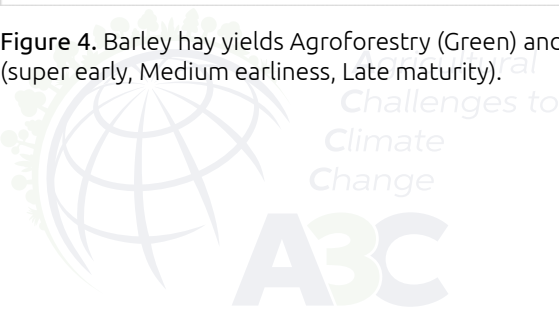 Figure 4. Barley hay yields Agroforestry (Green) and
(super early, Medium earliness, Late maturity).
Agricultural
Challenges to
Climate
Change
A3C